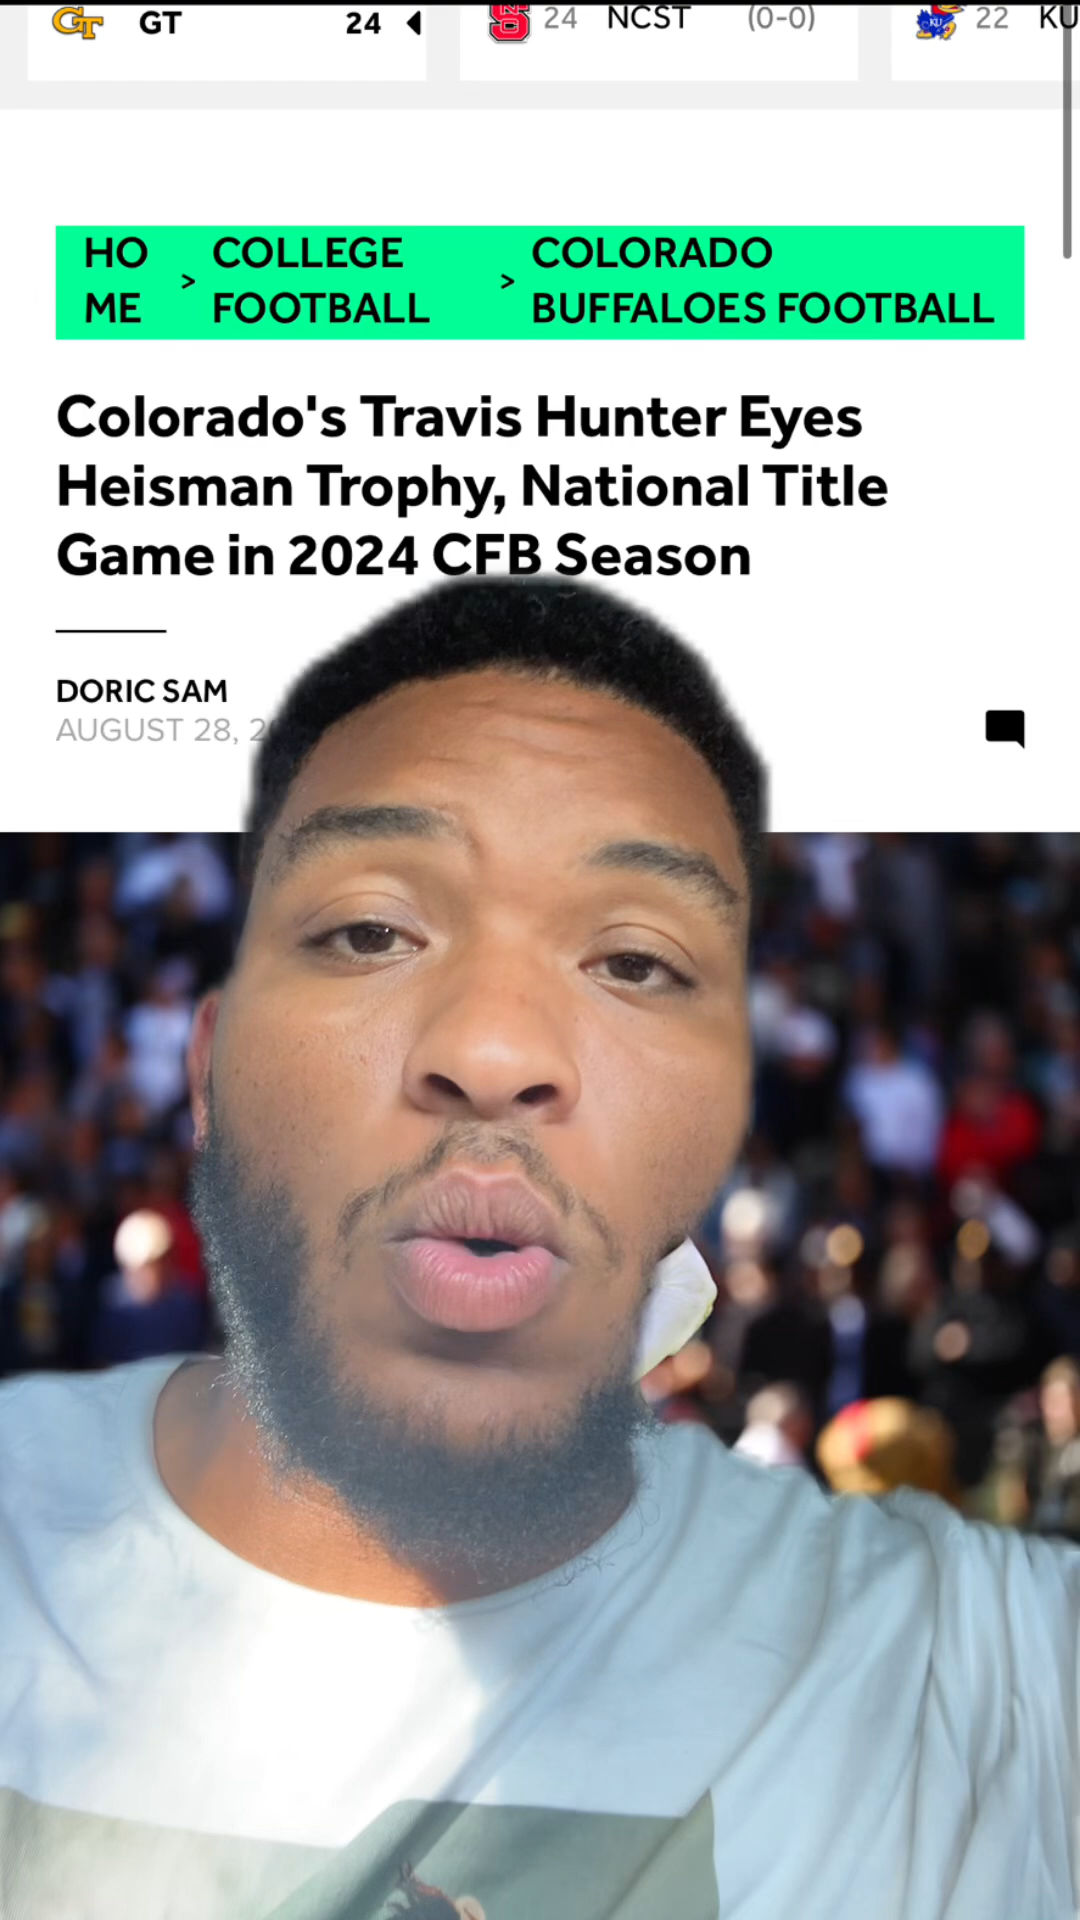 GT 24
24 NCST (0-0)
22 KU
HO
ME
>
COLLEGE
FOOTBALL
>
COLORADO
BUFFALOES FOOTBALL
Colorado's Travis Hunter Eyes
Heisman Trophy, National Title
Game in 2024 CFB Season
DORIC SAM
AUGUST 28, 2